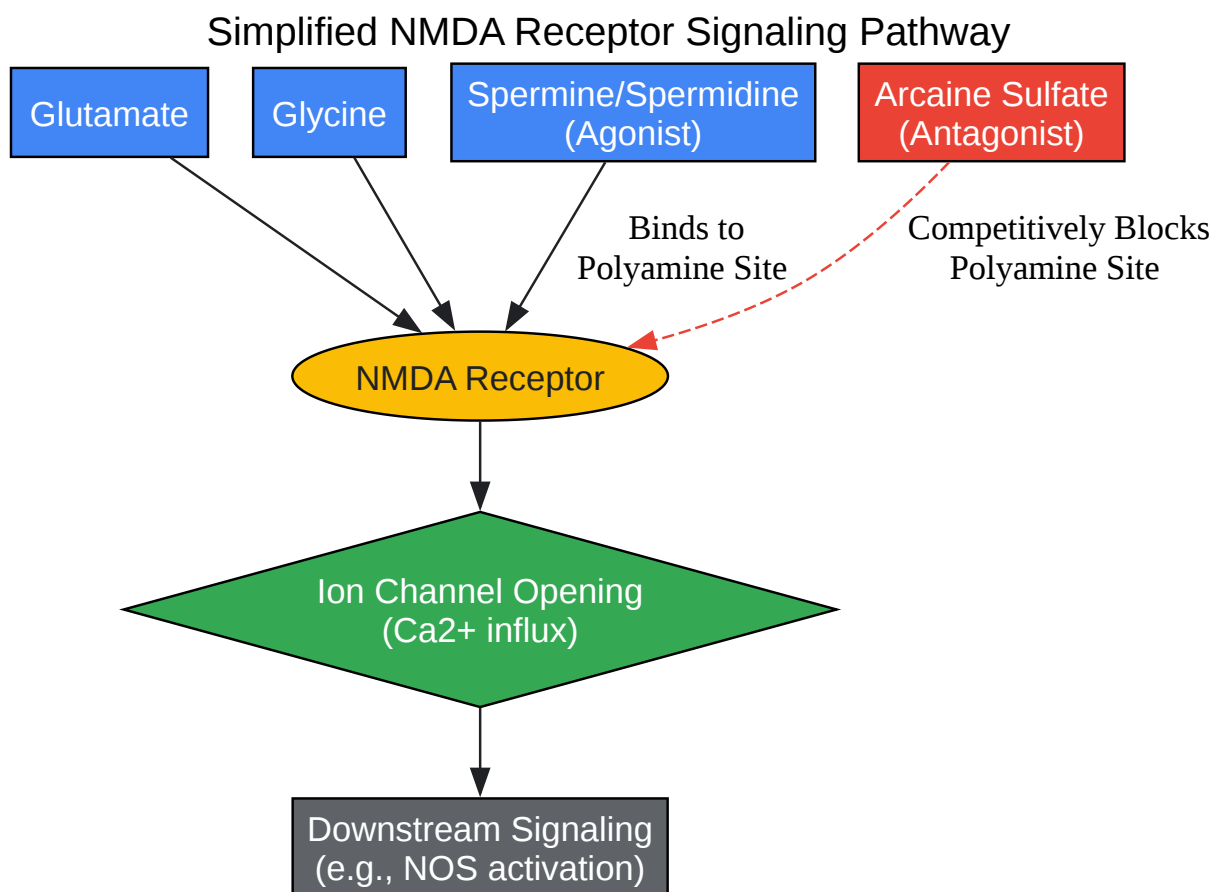 Simplified NMDA Receptor Signaling Pathway
Glutamate
Glycine
Spermine/Spermidine
(Agonist)
Arcaine Sulfate
(Antagonist)
Binds to
Polyamine Site
Competitively Blocks
Polyamine Site
NMDA Receptor
Ion Channel Opening
(Ca2+ influx)
Downstream Signaling
(e.g., NOS activation)